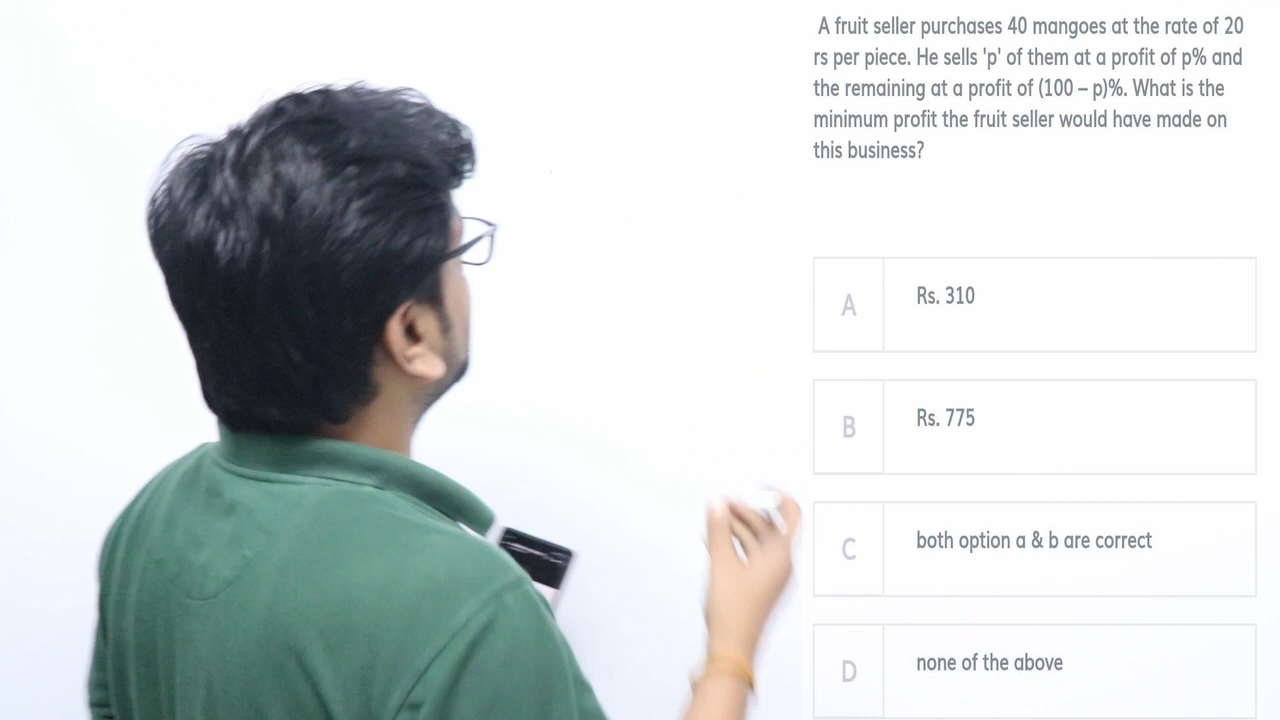 A fruit seller purchases 40 mangoes at the rate of 20
rs per piece. He sells 'p' of them at a profit of p% and
the remaining at a profit of (100 – p)%. What is the
minimum profit the fruit seller would have made on
this business?
A
Rs. 310
B
Rs. 775
C
both option a & b are correct
D
none of the above